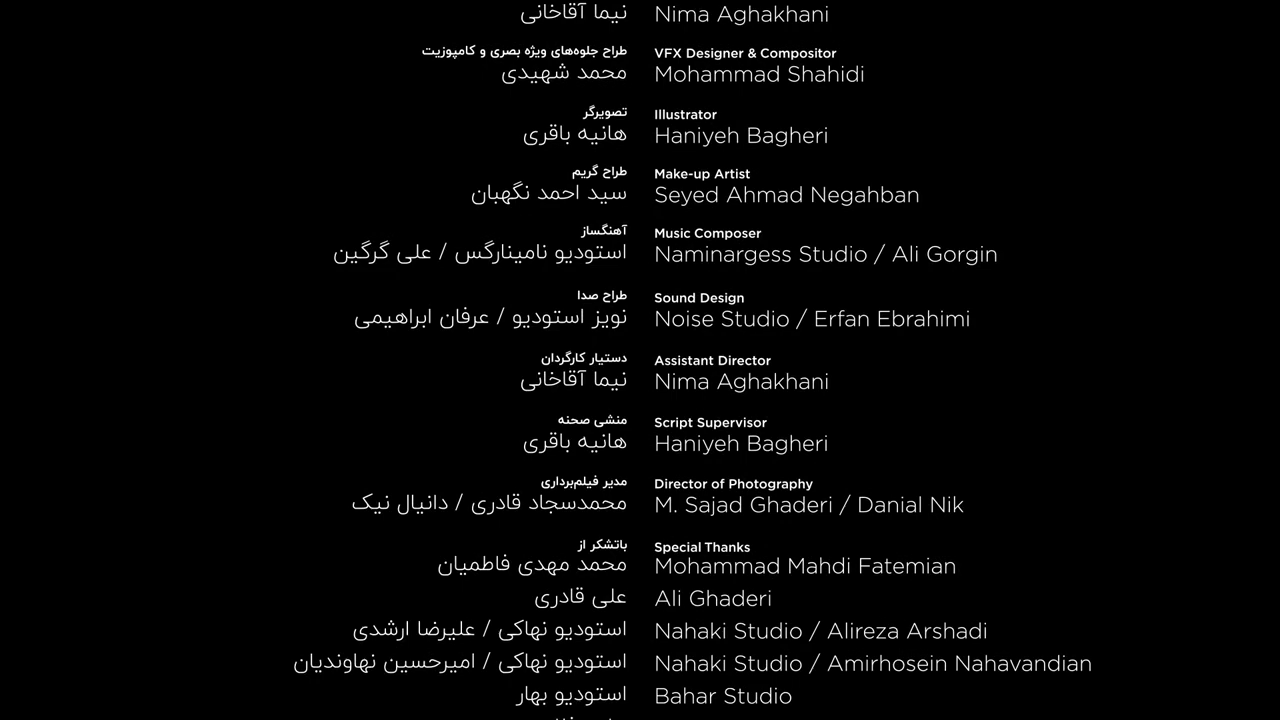 نیما آقاخانی Nima Aghakhani
طراح جلوه‌های ویژه بصری و کامپوزیت VFX Designer & Compositor
محمد شهیدی Mohammad Shahidi
تصویرگر Illustrator
هانیه باقری Haniyeh Bagheri
طراح گریم Make-up Artist
سید احمد نگهبان Seyed Ahmad Negahban
آهنگساز Music Composer
استودیو نامینارگس / علی گرگین Naminargess Studio / Ali Gorgin
طراح صدا Sound Design
نویز استودیو / عرفان ابراهیمی Noise Studio / Erfan Ebrahimi
دستیار کارگردان Assistant Director
نیما آقاخانی Nima Aghakhani
منشی صحنه Script Supervisor
هانیه باقری Haniyeh Bagheri
مدیر فیلم‌برداری Director of Photography
محمدسجاد قادری / دانیال نیک M. Sajad Ghaderi / Danial Nik
باتشکر از Special Thanks
محمد مهدی فاطمیان Mohammad Mahdi Fatemian
علی قادری Ali Ghaderi
استودیو نهاکی / علیرضا ارشدی Nahaki Studio / Alireza Arshadi
استودیو نهاکی / امیرحسین نهاوندیان Nahaki Studio / Amirhosein Nahavandian
استودیو بهار Bahar Studio